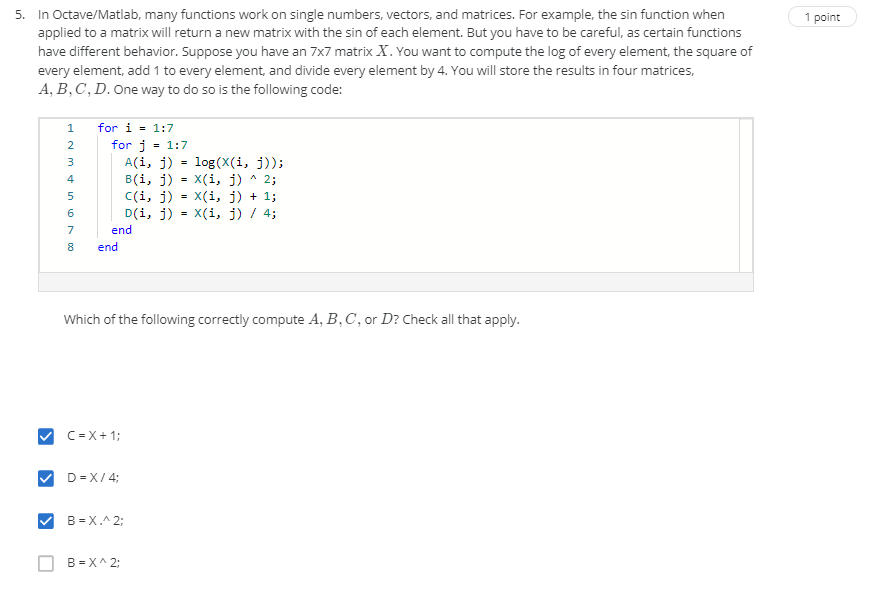 5. In Octave/Matlab, many functions work on single numbers, vectors, and matrices. For example, the sin function when
1 point
applied to a matrix will return a new matrix with the sin of each element. But you have to be careful, as certain functions
have different behavior. Suppose you have an 7x7 matrix X. You want to compute the log of every element, the square of
every element, add 1 to every element, and divide every element by 4. You will store the results in four matrices,
A, B, C, D. One way to do so is the following code:
1 for i = 1:7
2 for j = 1:7
3 A(i, j) = log(X(i, j));
4 B(i, j) = X(i, j) ^ 2;
5 C(i, j) = X(i, j) + 1;
6 D(i, j) = X(i, j) / 4;
7 end
8 end
Which of the following correctly compute A, B, C, or D? Check all that apply.
C = X + 1;
D = X / 4;
B = X .^ 2;
B = X ^ 2;